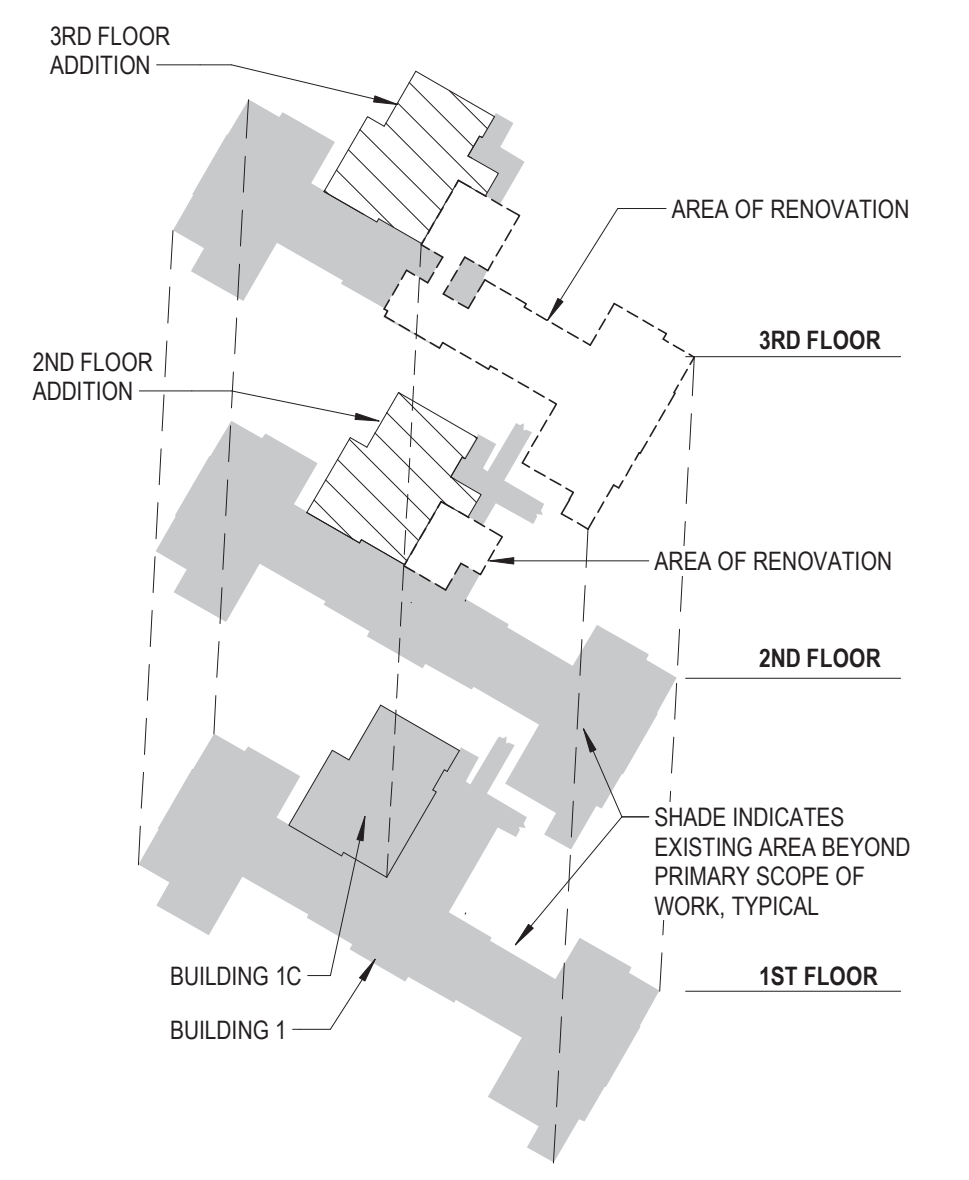 3RD FLOOR
ADDITION
AREA OF RENOVATION
3RD FLOOR
2ND FLOOR
ADDITION
AREA OF RENOVATION
2ND FLOOR
SHADE INDICATES
EXISTING AREA BEYOND
PRIMARY SCOPE OF
WORK, TYPICAL
BUILDING 1C
1ST FLOOR
BUILDING 1